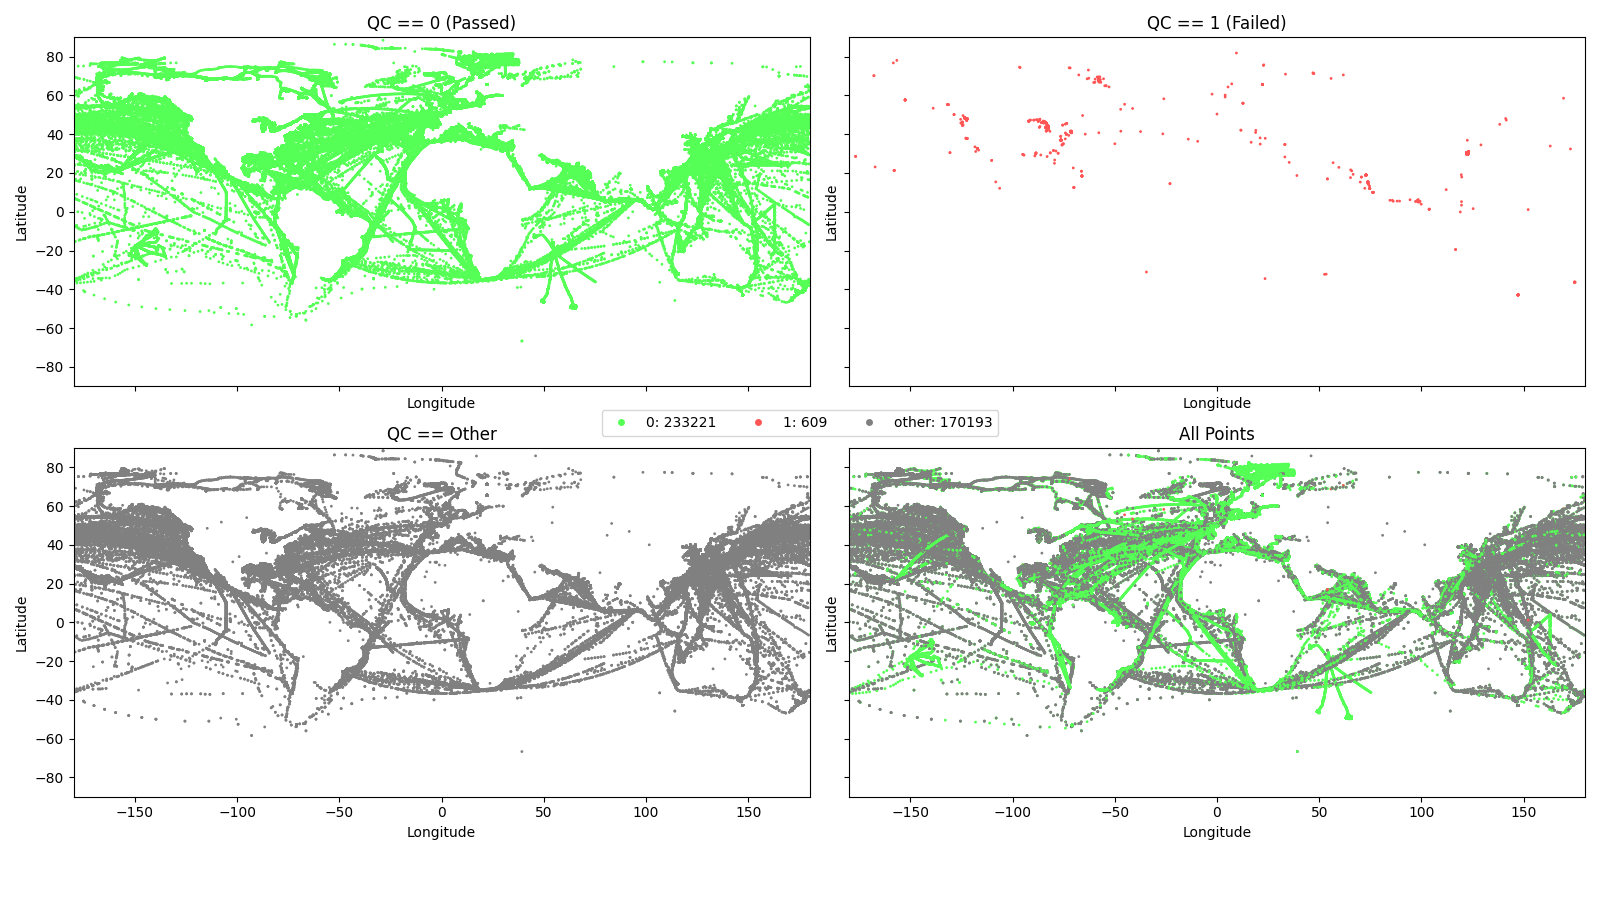 QC == 0 (Passed)
QC == 1 (Failed)
80
60
40
20
0
−20
−40
−60
−80
Latitude
Latitude
Longitude
Longitude
0: 233221 1: 609 other: 170193
QC == Other
All Points
80
60
40
20
0
−20
−40
−60
−80
Latitude
Latitude
−150 −100 −50 0 50 100 150
−150 −100 −50 0 50 100 150
Longitude
Longitude